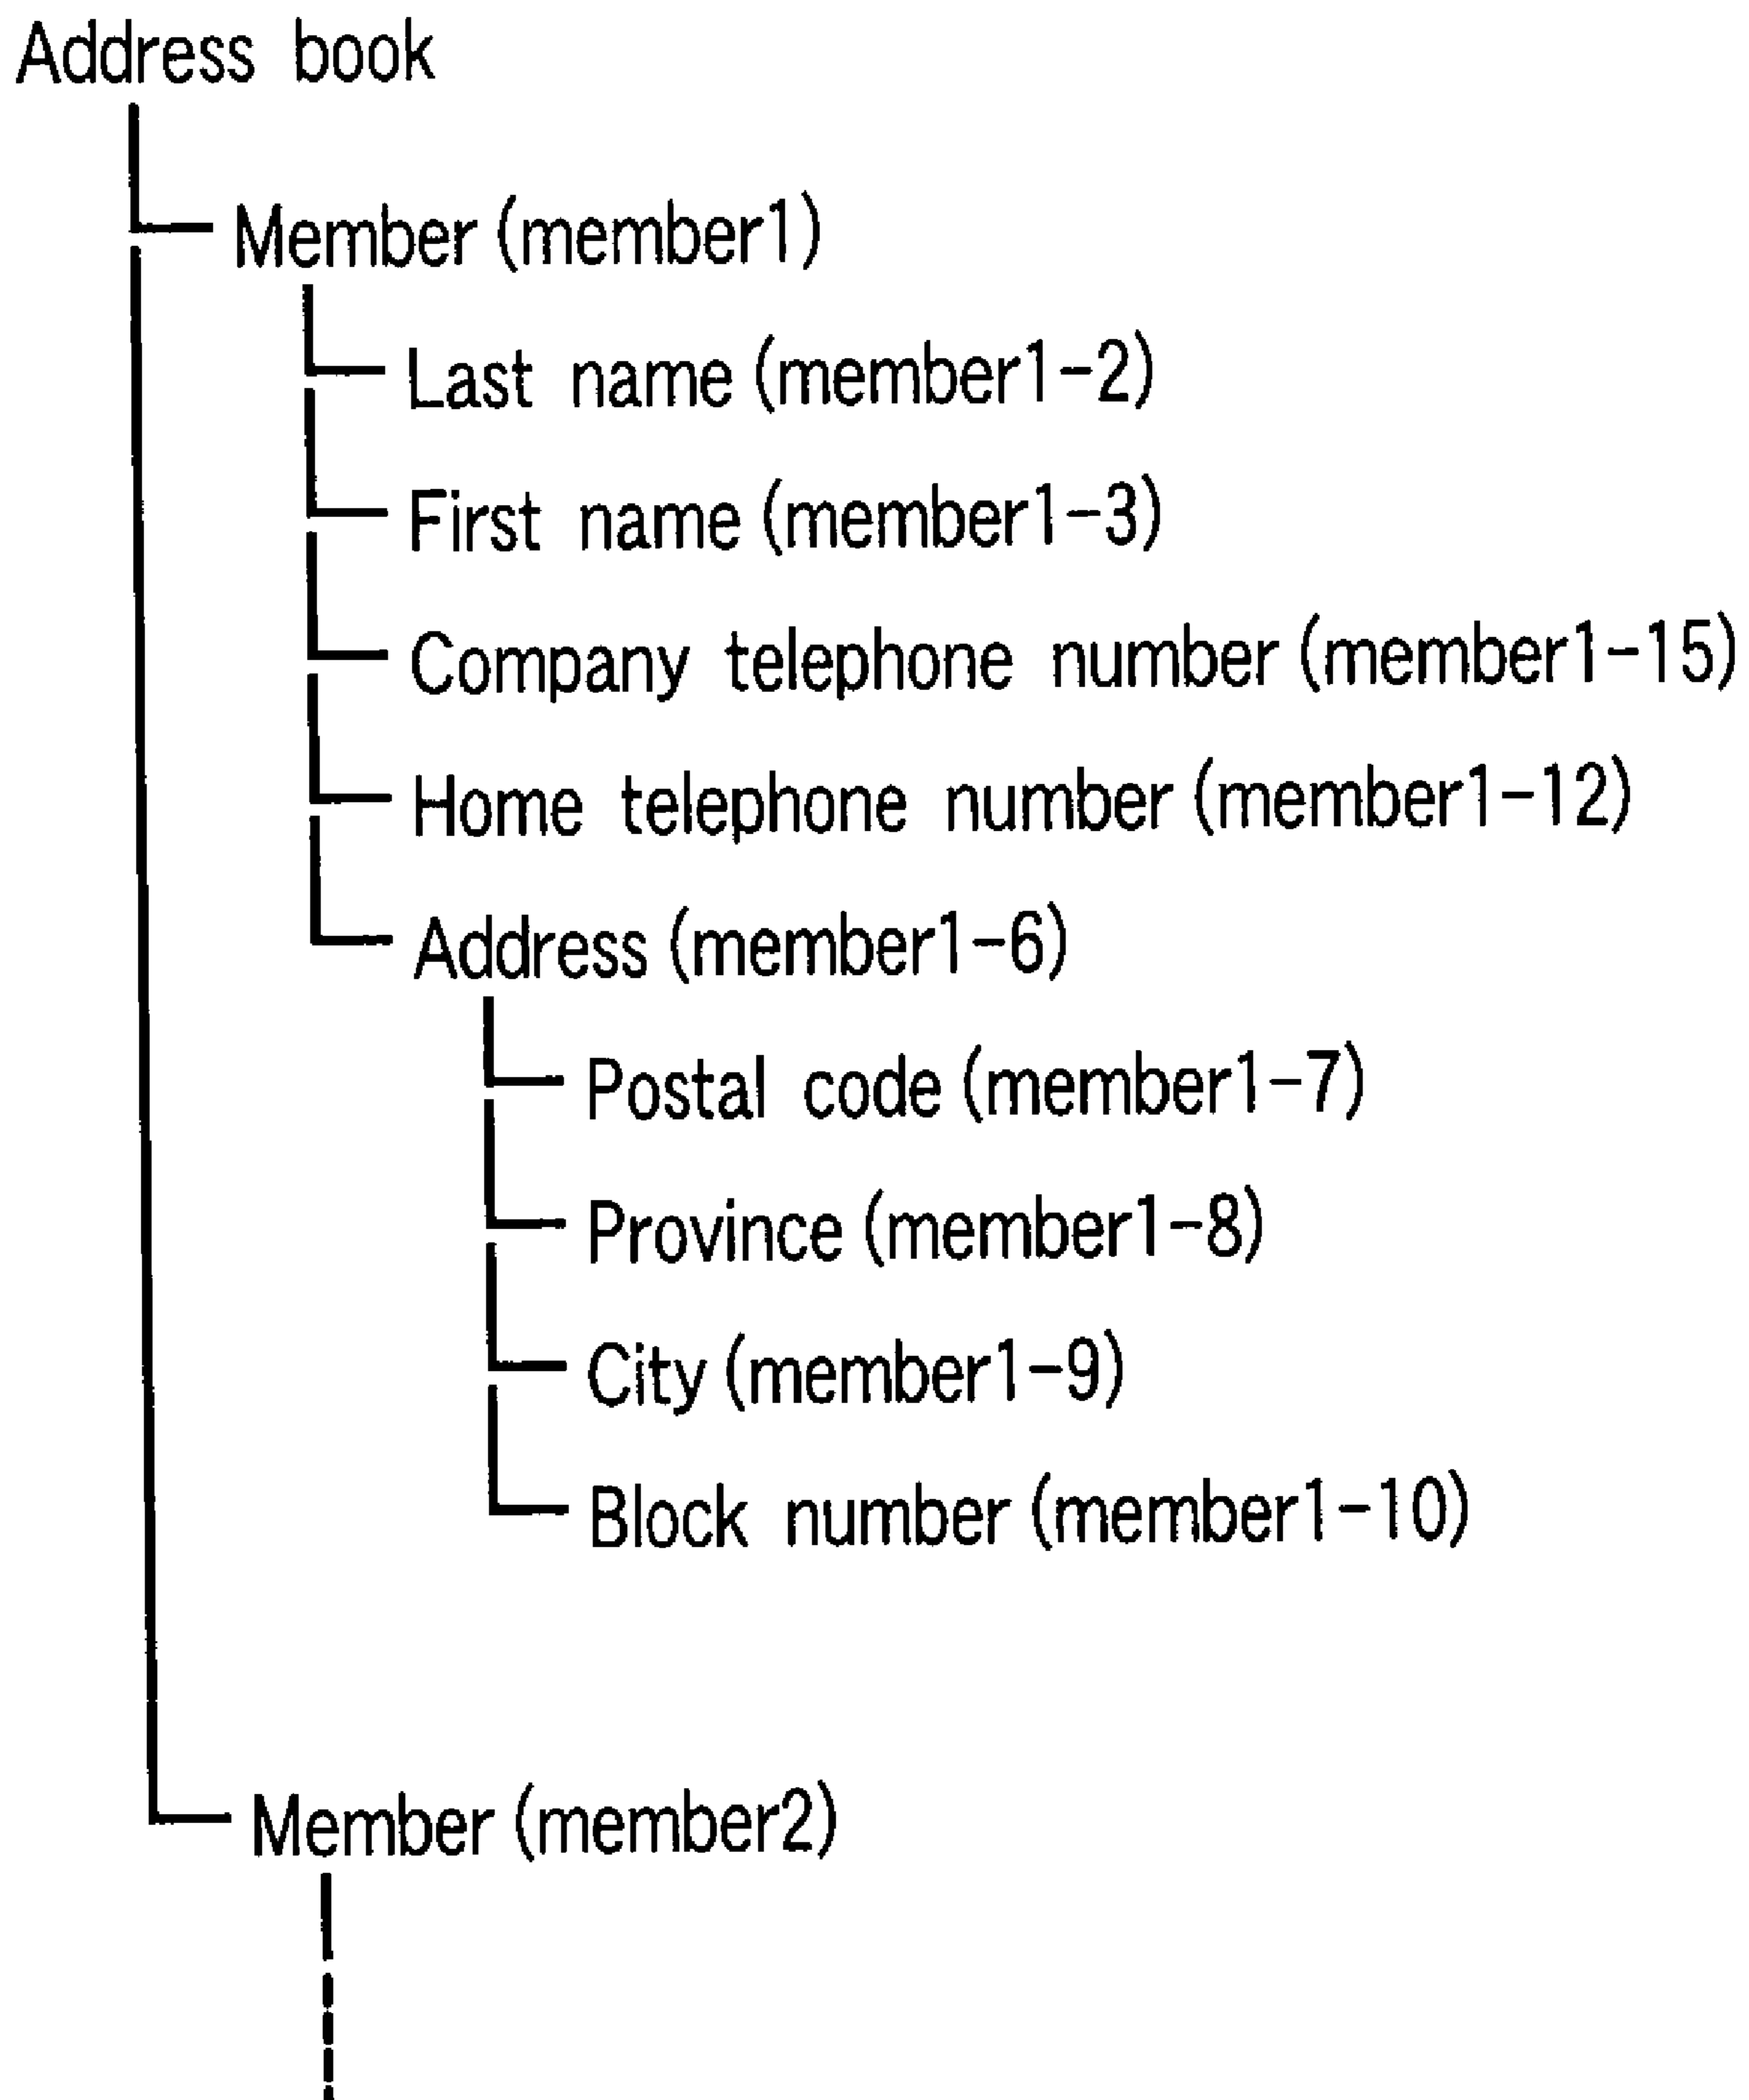 Address book
Member (member1)
Last name (member1-2)
First name (member1-3)
Company telephone number (member1-15)
Home telephone number (member1-12)
Address (member1-6)
Postal code (member1-7)
Province (member1-8)
City (member1-9)
Block number (member1-10)
Member (member2)